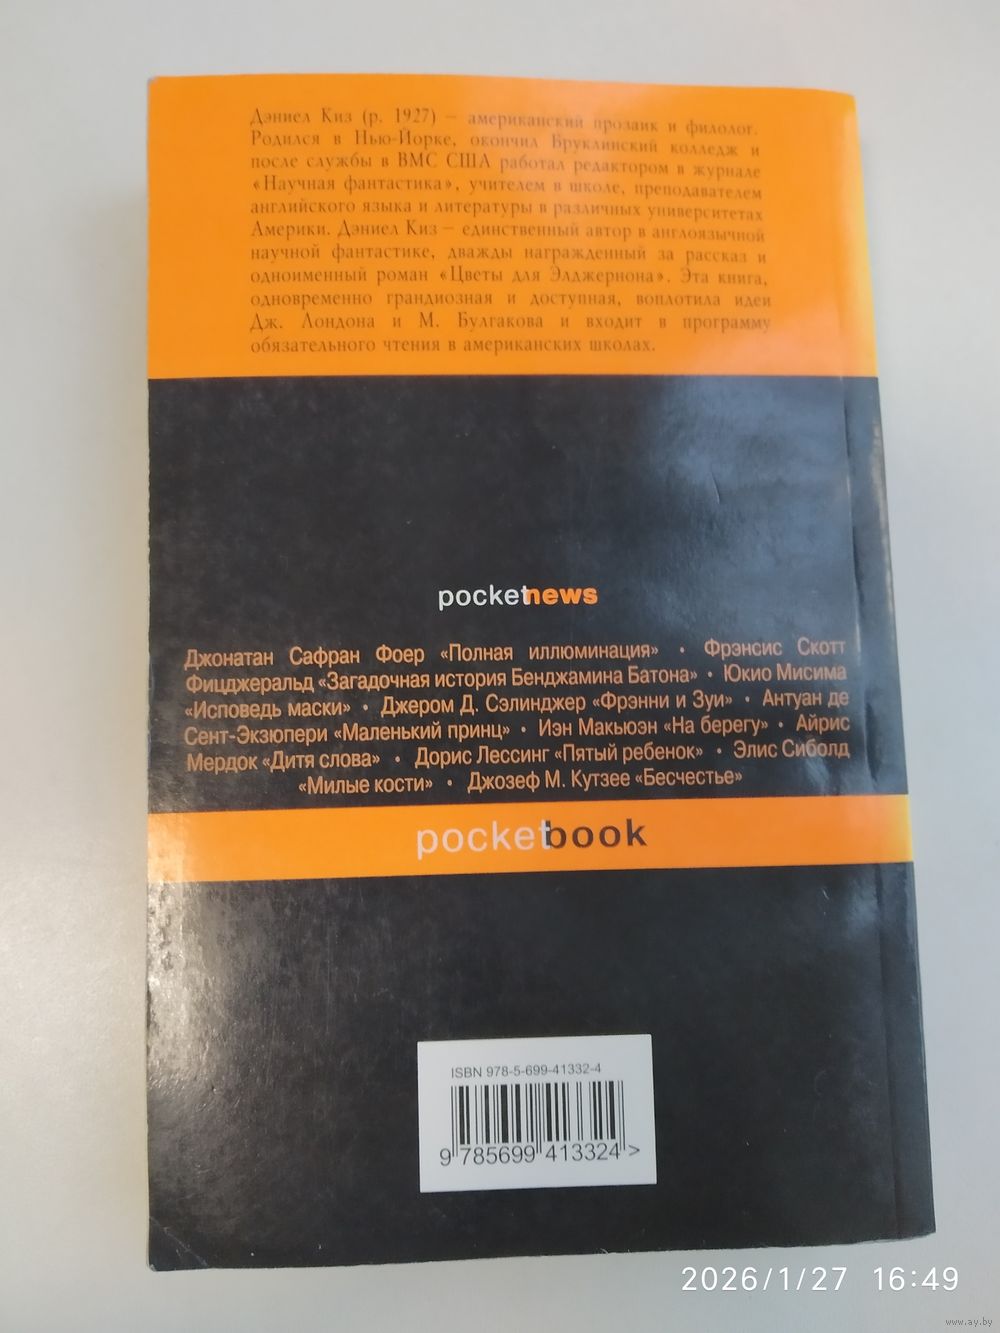 Дэниел Киз (р. 1927) – американский прозаик и филолог.
Родился в Нью-Йорке, окончил Бруклинский колледж и
после службы в ВМС США работал редактором в журнале
«Научная фантастика», учителем в школе, преподавателем
английского языка и литературы в различных университетах
Америки. Дэниел Киз – единственный автор в англоязычной
научной фантастике, дважды награжденный за рассказ и
одноименный роман «Цветы для Элджернона». Эта книга,
одновременно грандиозная и доступная, воплотила идеи
Дж. Лондона и М. Булгакова и входит в программу
обязательного чтения в американских школах.
pocketnews
Джонатан Сафран Фоер «Полная иллюминация» • Фрэнсис Скотт
Фицджеральд «Загадочная история Бенджамина Батона» • Юкио Мисима
«Исповедь маски» • Джером Д. Сэлинджер «Фрэнни и Зуи» • Антуан де
Сент-Экзюпери «Маленький принц» • Иэн Макьюэн «На берегу» • Айрис
Мердок «Дитя слова» • Дорис Лессинг «Пятый ребенок» • Элис Сиболд
«Милые кости» • Джозеф М. Кутзее «Бесчестье»
pocketbook
ISBN 978-5-699-41332-4
9 785699 413324 >
2026/1/27 16:49
www.ay.by